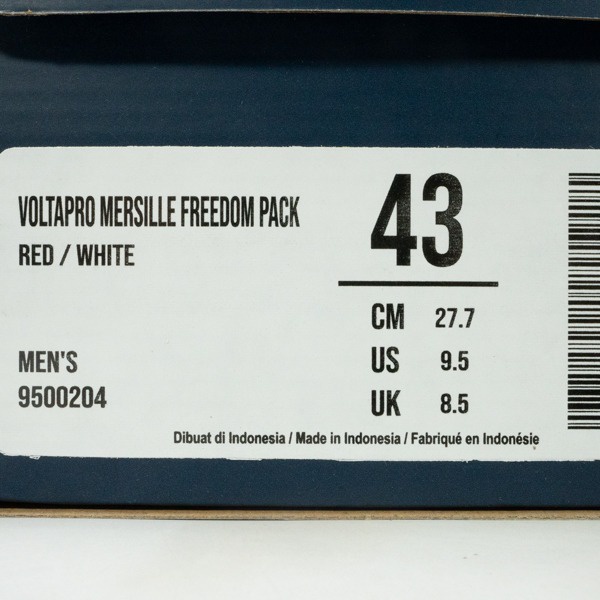 VOLTAPRO MERSILLE FREEDOM PACK
RED / WHITE
43
CM 27.7
US 9.5
UK 8.5
MEN'S
9500204
Dibuat di Indonesia / Made in Indonesia / Fabriqué en Indonésie